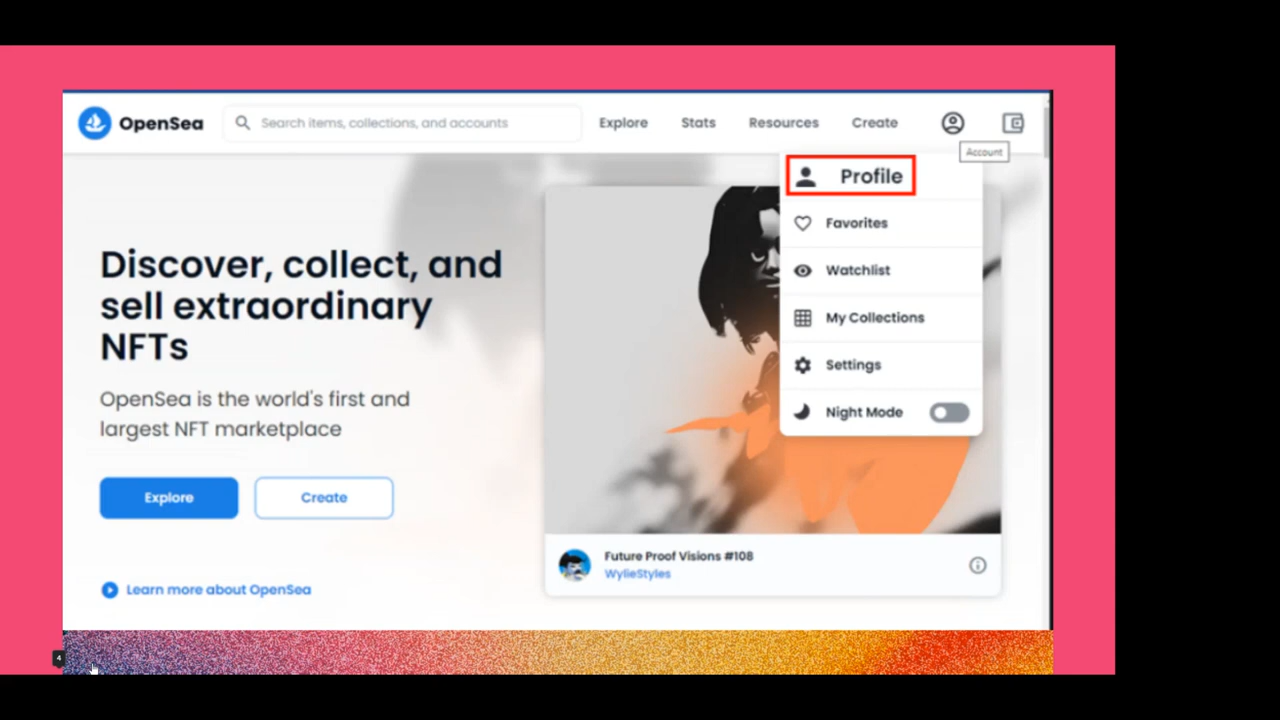 OpenSea
Search items, collections, and accounts
Explore
Stats
Resources
Create
Account
Profile
Favorites
Watchlist
My Collections
Settings
Night Mode
Discover, collect, and
sell extraordinary
NFTs
OpenSea is the world's first and
largest NFT marketplace
Explore
Create
Learn more about OpenSea
Future Proof Visions #108
WylieStyles
4